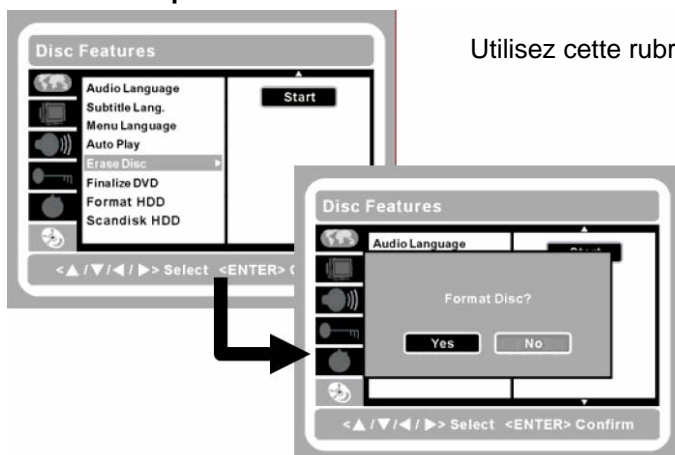 Utilisez cette
Disc Features
Audio Language
Subtitle Lang.
Menu Language
Auto Play
Erase Disc
Finalize DVD
Format HDD
Scandisk HDD
Start
<▲ /▼/◀ / ▶> Select <ENTER>
Disc Features
Audio Language
Format Disc?
Yes No
<▲ /▼/◀ / ▶> Select <ENTER> Confirm